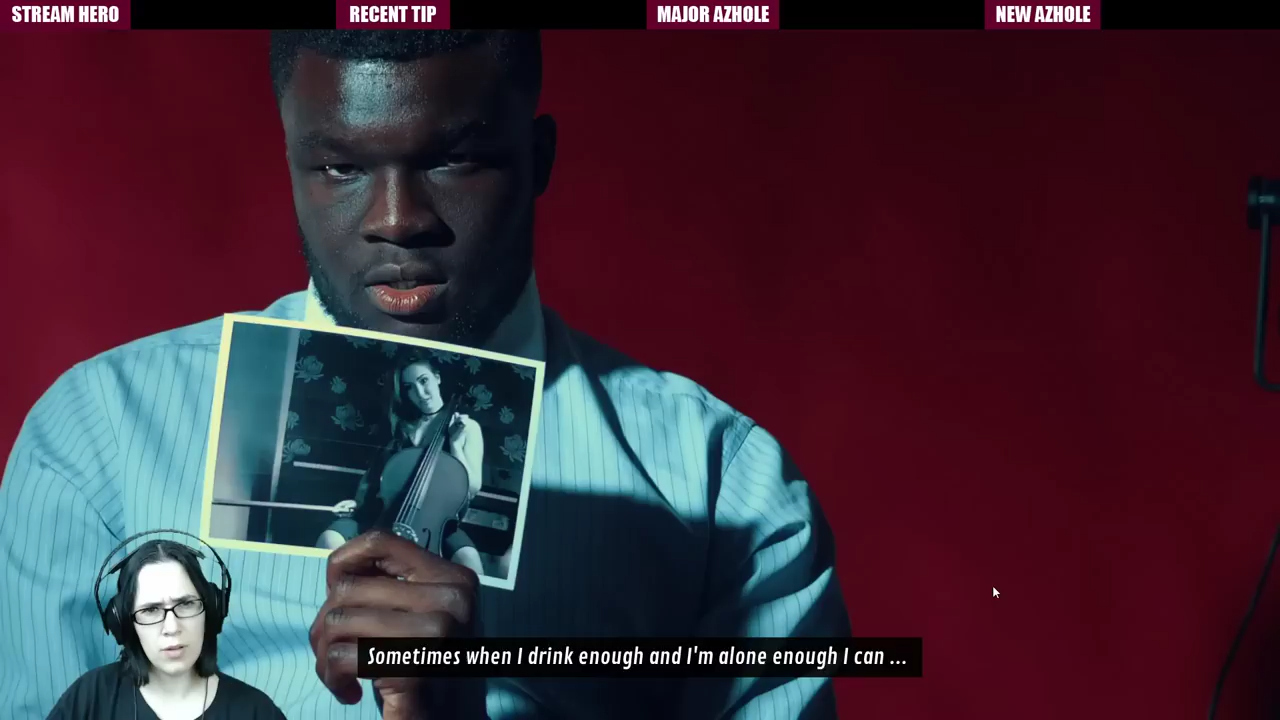 STREAM HERO
RECENT TIP
MAJOR AZHOLE
NEW AZHOLE
Sometimes when I drink enough and I'm alone enough I can ...